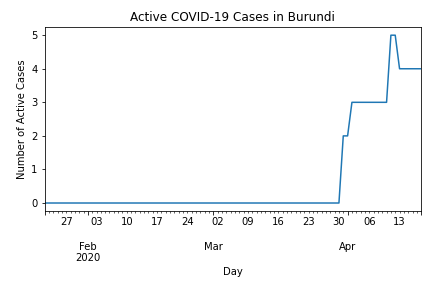 Active COVID-19 Cases in Burundi
Number of Active Cases
5
4
3
2
1
0
27 03 10 17 24 02 09 16 23 30 06 13
Feb Mar Apr
2020
Day